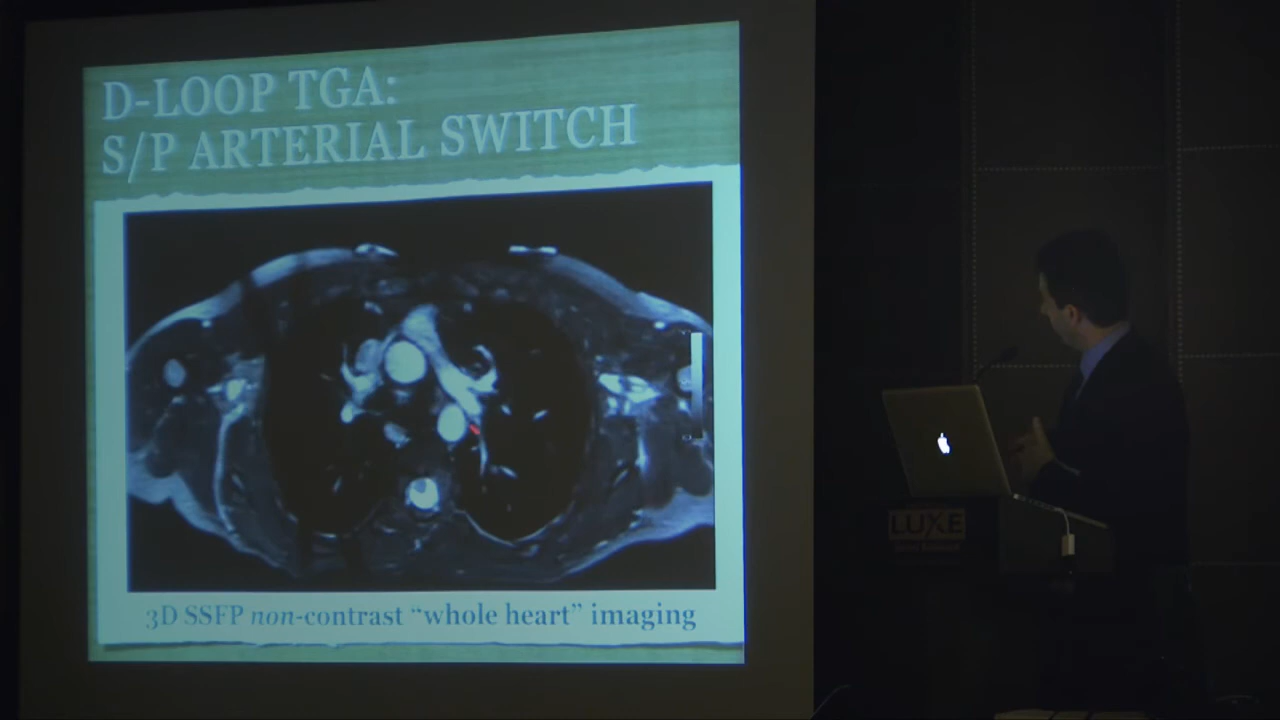 D-LOOP TGA:
S/P ARTERIAL SWITCH
3D SSFP non-contrast “whole heart” imaging
LUXE